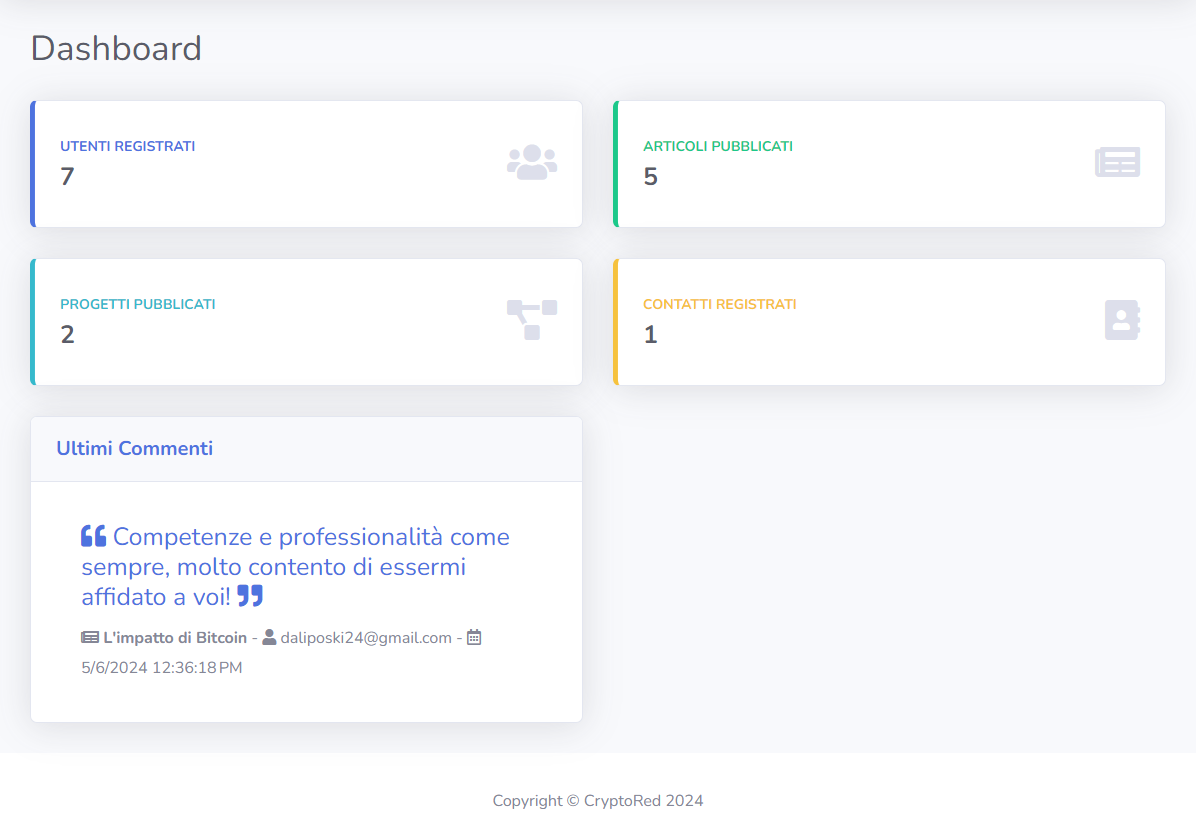 Dashboard
UTENTI REGISTRATI
7
ARTICOLI PUBBLICATI
5
PROGETTI PUBBLICATI
2
CONTATTI REGISTRATI
1
Ultimi Commenti
Competenze e professionalità come
sempre, molto contento di essermi
affidato a voi!
L'impatto di Bitcoin - daliposki24@gmail.com -
5/6/2024 12:36:18 PM
Copyright © CryptoRed 2024